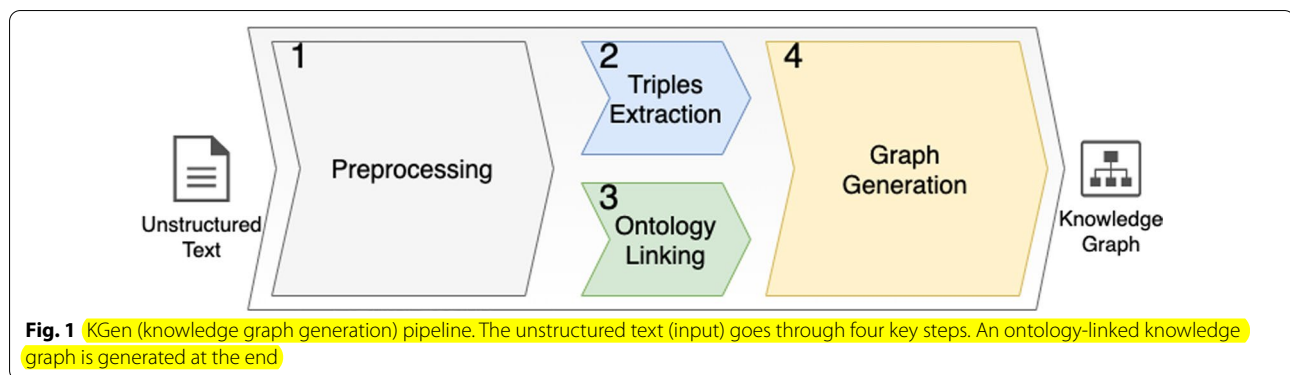 Unstructured
Text
1
Preprocessing
2
Triples
Extraction
3
Ontology
Linking
4
Graph
Generation
Knowledge
Graph
Fig. 1 KGen (knowledge graph generation) pipeline. The unstructured text (input) goes through four key steps. An ontology-linked knowledge
graph is generated at the end